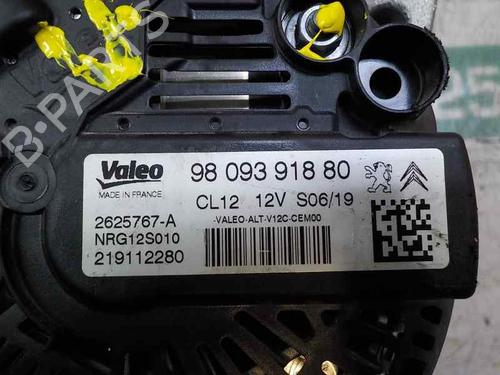 B-PARTS
Valeo
MADE IN FRANCE
98 093 918 80
CL12 12V S06/19
-VALEO-ALT-V12C-CEM00
2625767-A
NRG12S010
219112280